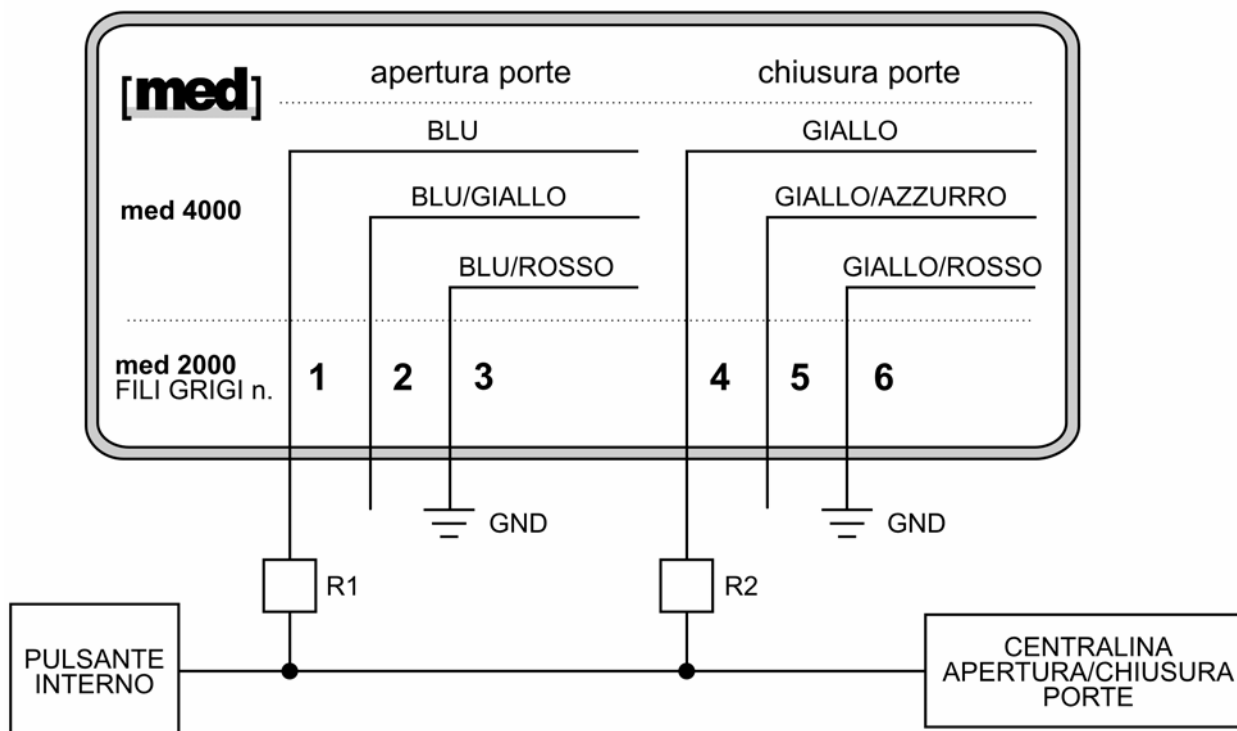 [med]
apertura porte
chiusura porte
BLU
GIALLO
med 4000
BLU/GIALLO
GIALLO/AZZURRO
BLU/ROSSO
GIALLO/ROSSO
med 2000
FILI GRIGI n.
1
2
3
4
5
6
GND
GND
R1
R2
PULSANTE
INTERNO
CENTRALINA
APERTURA/CHIUSURA
PORTE